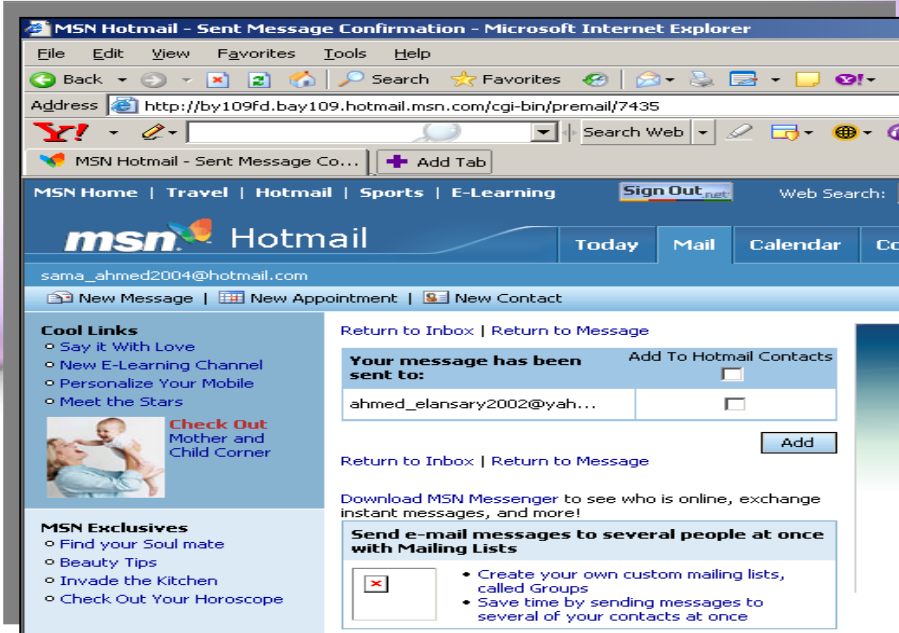 MSN Hotmail - Sent Message Confirmation - Microsoft Internet Explorer
File Edit View Favorites Tools Help
Back Search Favorites
Address http://by109fd.bay109.hotmail.msn.com/cgi-bin/premail/7435
Y! Search Web
MSN Hotmail - Sent Message Co... Add Tab
MSN Home | Travel | Hotmail | Sports | E-Learning Sign Out.net Web Search:
msn Hotmail
Today Mail Calendar Co
sama_ahmed2004@hotmail.com
New Message | New Appointment | New Contact
Cool Links
Say it With Love
New E-Learning Channel
Personalize Your Mobile
Meet the Stars
Check Out
Mother and
Child Corner
MSN Exclusives
Find your Soul mate
Beauty Tips
Invade the Kitchen
Check Out Your Horoscope
Return to Inbox | Return to Message
Your message has been
sent to:
Add To Hotmail Contacts
ahmed_elansary2002@yah...
Add
Return to Inbox | Return to Message
Download MSN Messenger to see who is online, exchange
instant messages, and more!
Send e-mail messages to several people at once
with Mailing Lists
• Create your own custom mailing lists,
called Groups
• Save time by sending messages to
several of your contacts at once